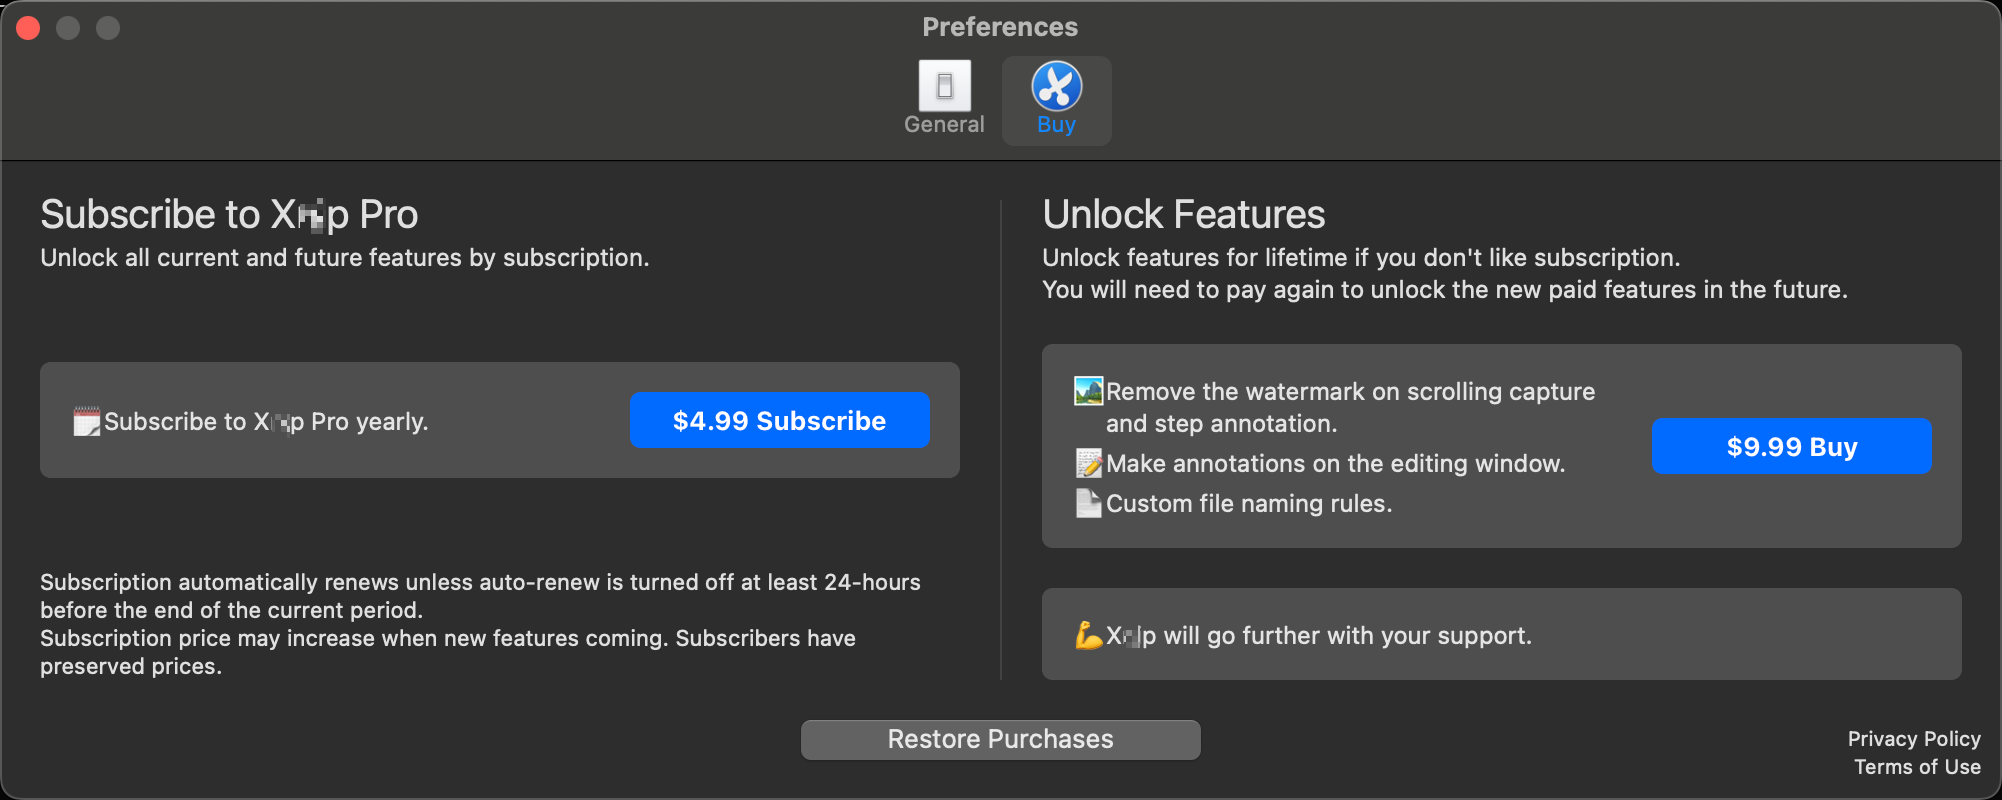 Preferences
General
Buy
Subscribe to Pro
Unlock all current and future features by subscription.
Subscribe to Pro yearly.
$4.99 Subscribe
Subscription automatically renews unless auto-renew is turned off at least 24-hours
before the end of the current period.
Subscription price may increase when new features coming. Subscribers have
preserved prices.
Unlock Features
Unlock features for lifetime if you don't like subscription.
You will need to pay again to unlock the new paid features in the future.
Remove the watermark on scrolling capture
and step annotation.
Make annotations on the editing window.
Custom file naming rules.
$9.99 Buy
will go further with your support.
Restore Purchases
Privacy Policy
Terms of Use